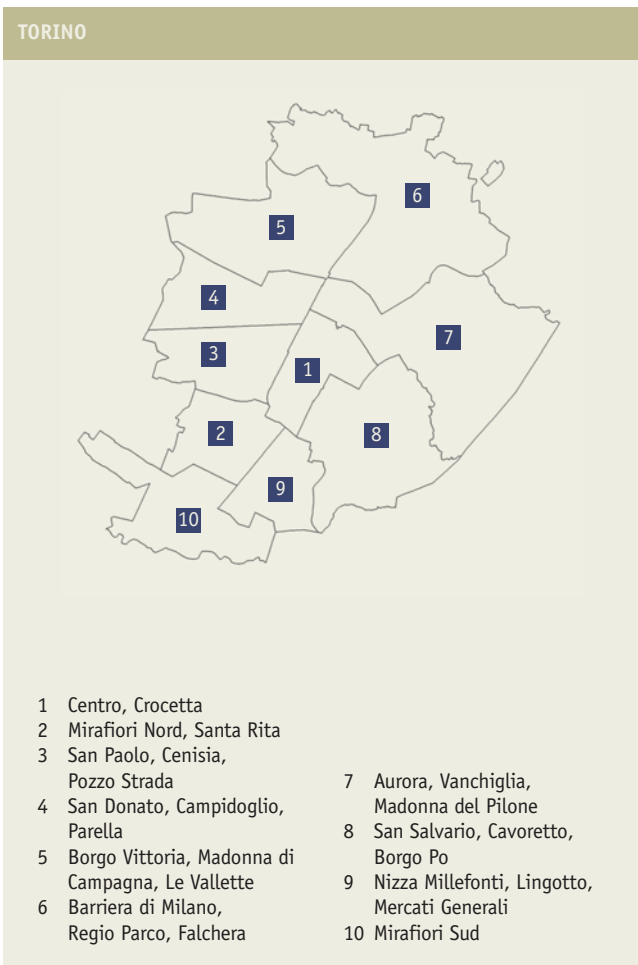 TORINO
6
5
4
7
3
1
2
8
9
10
1 Centro, Crocetta
2 Mirafiori Nord, Santa Rita
3 San Paolo, Cenisia,
Pozzo Strada
4 San Donato, Campidoglio,
Parella
5 Borgo Vittoria, Madonna di
Campagna, Le Vallette
6 Barriera di Milano,
Regio Parco, Falchera
7 Aurora, Vanchiglia,
Madonna del Pilone
8 San Salvario, Cavoretto,
Borgo Po
9 Nizza Millefonti, Lingotto,
Mercati Generali
10 Mirafiori Sud